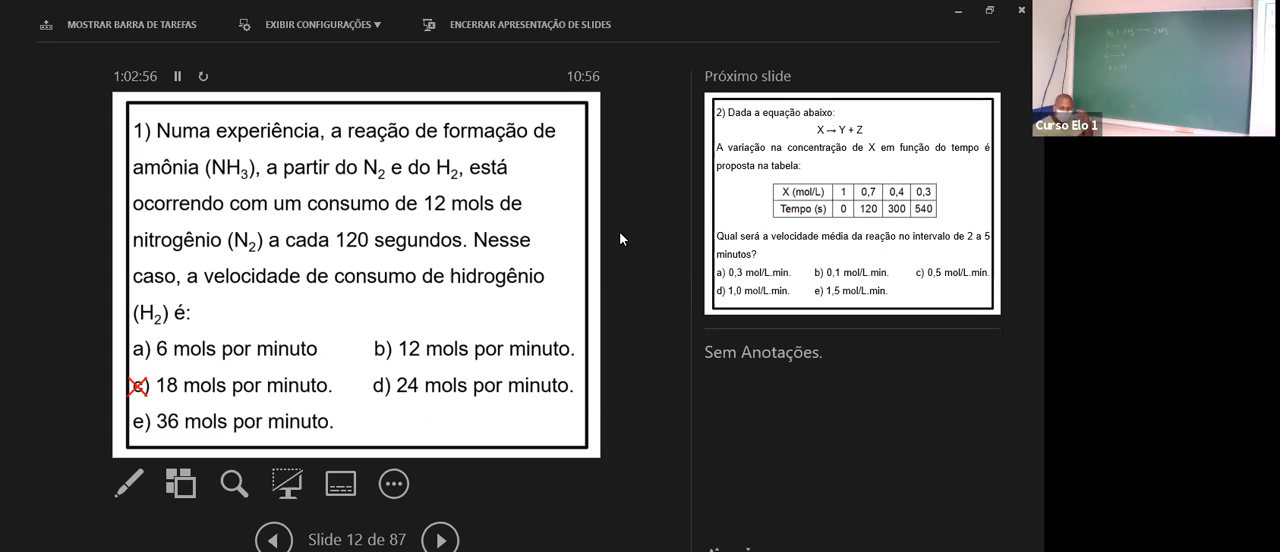 MOSTRAR BARRA DE TAREFAS
EXIBIR CONFIGURAÇÕES ▼
ENCERRAR APRESENTAÇÃO DE SLIDES
1:02:56
10:56
1) Numa experiência, a reação de formação de
amônia (NH₃), a partir do N₂ e do H₂, está
ocorrendo com um consumo de 12 mols de
nitrogênio (N₂) a cada 120 segundos. Nesse
caso, a velocidade de consumo de hidrogênio
(H₂) é:
a) 6 mols por minuto b) 12 mols por minuto.
c) 18 mols por minuto. d) 24 mols por minuto.
e) 36 mols por minuto.
Slide 12 de 87
Próximo slide
2) Dada a equação abaixo:
X → Y + Z
A variação na concentração de X em função do tempo é
proposta na tabela:
X (mol/L) 1 0,7 0,4 0,3
Tempo (s) 0 120 300 540
Qual será a velocidade média da reação no intervalo de 2 a 5
minutos?
a) 0,3 mol/L.min. b) 0,1 mol/L.min. c) 0,5 mol/L.min.
d) 1,0 mol/L.min. e) 1,5 mol/L.min.
Sem Anotações.
Curso Elo 1